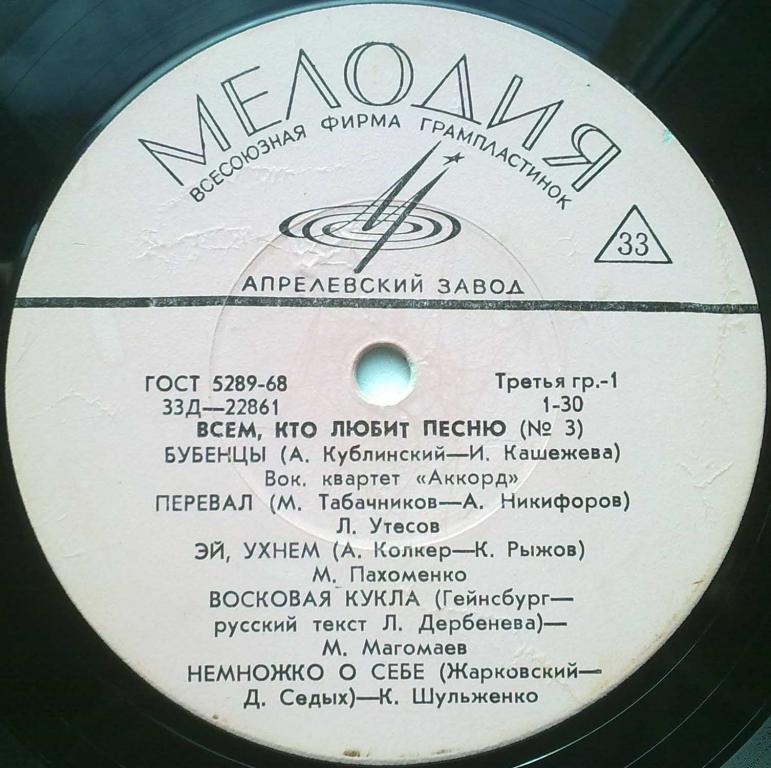 МЕЛОДИЯ
ВСЕСОЮЗНАЯ ФИРМА ГРАМПЛАСТИНОК
33
АПРЕЛЕВСКИЙ ЗАВОД
ГОСТ 5289-68 Третья гр.-1
33Д—22861 1-30
ВСЕМ, КТО ЛЮБИТ ПЕСНЮ (№ 3)
БУБЕНЦЫ (А. Кублинский—И. Кашежева)
Вок. квартет «Аккорд»
ПЕРЕВАЛ (М. Табачников—А. Никифоров)
Л. Утесов
ЭЙ, УХНЕМ (А. Колкер—К. Рыжов)
М. Пахоменко
ВОСКОВАЯ КУКЛА (Гейнсбург—
русский текст Л. Дербенева)—
М. Магомаев
НЕМНОЖКО О СЕБЕ (Жарковский—
Д. Седых)—К. Шульженко